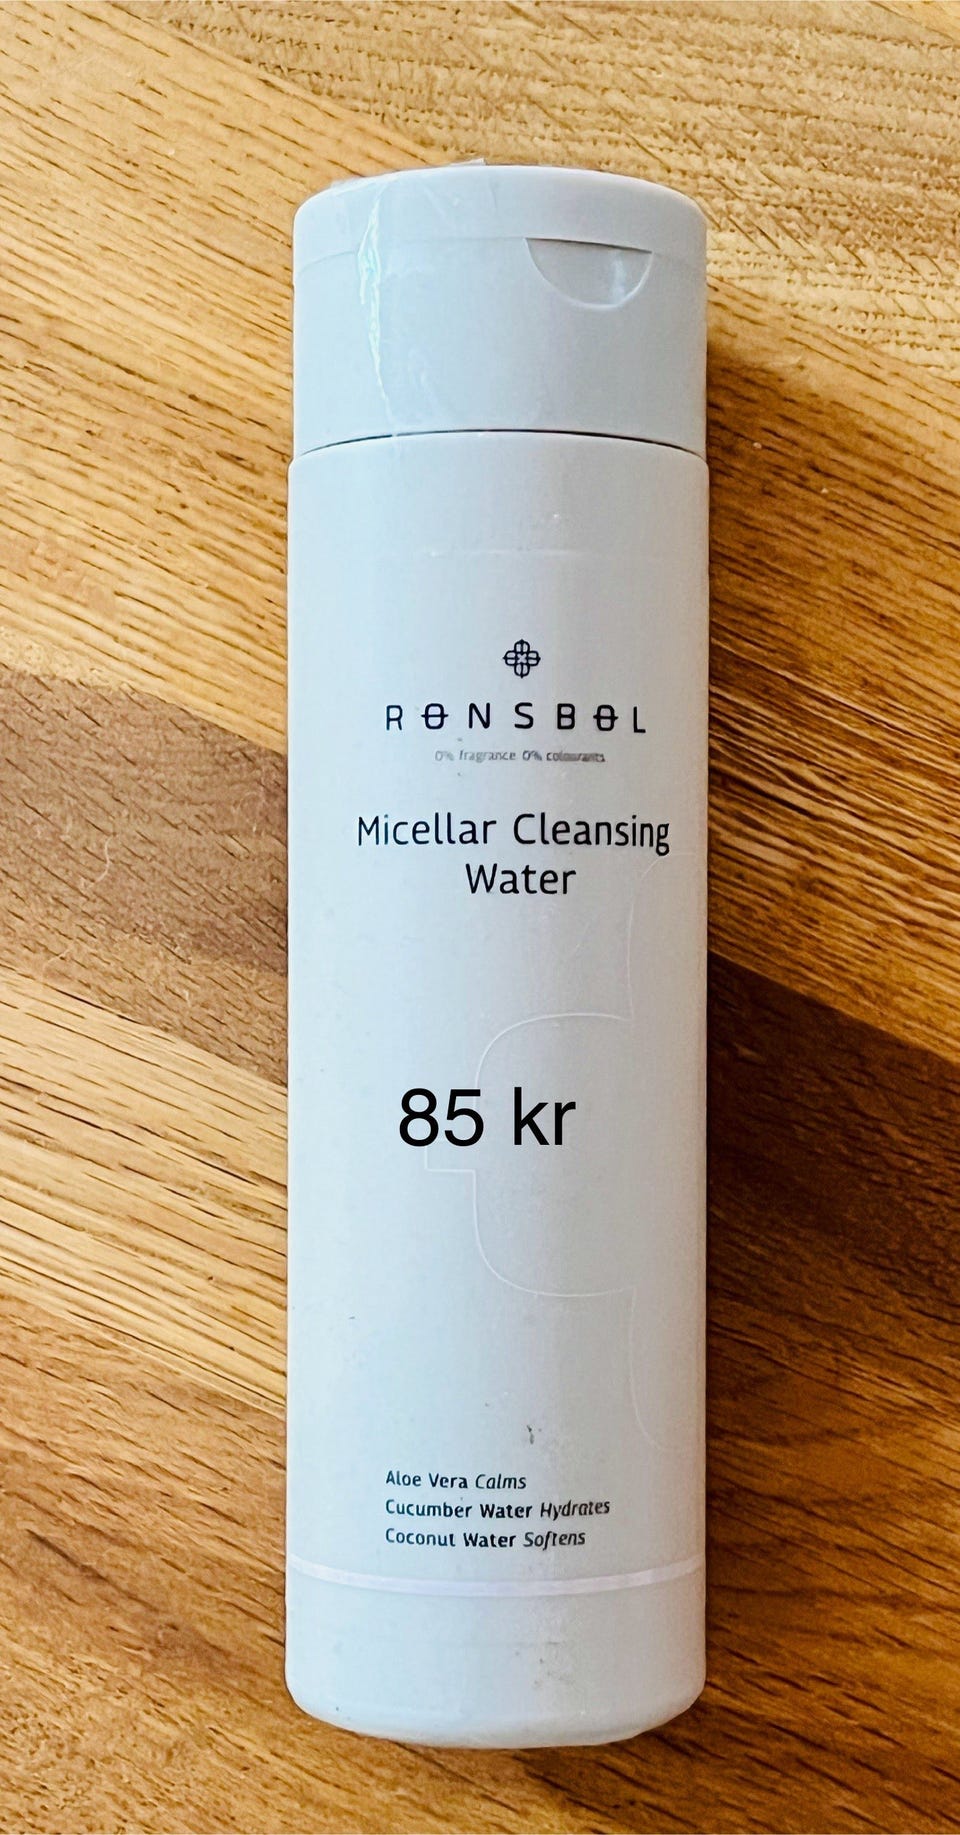 RONSBOL
0% fragrance 0% colourants
Micellar Cleansing
Water
85 kr
Aloe Vera Calms
Cucumber Water Hydrates
Coconut Water Softens